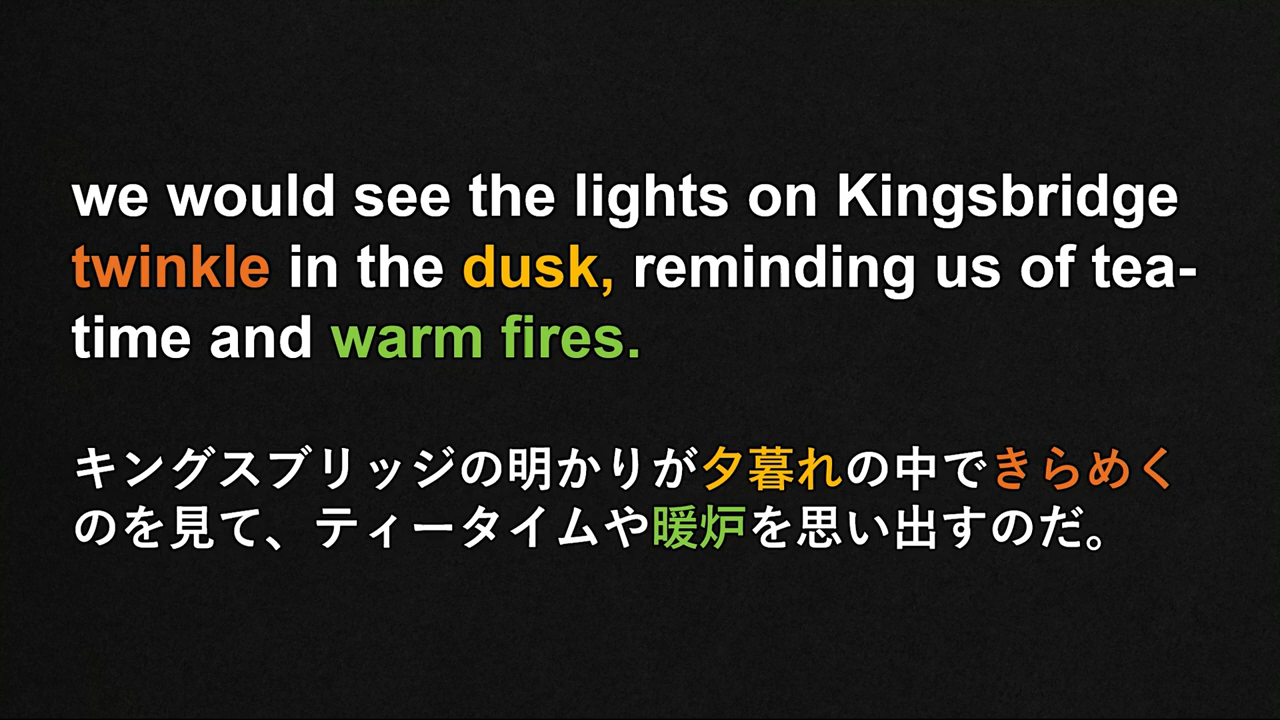 we would see the lights on Kingsbridge
twinkle in the dusk, reminding us of tea-
time and warm fires.
キングスブリッジの明かりが夕暮れの中できらめく
のを見て、ティータイムや暖炉を思い出すのだ。